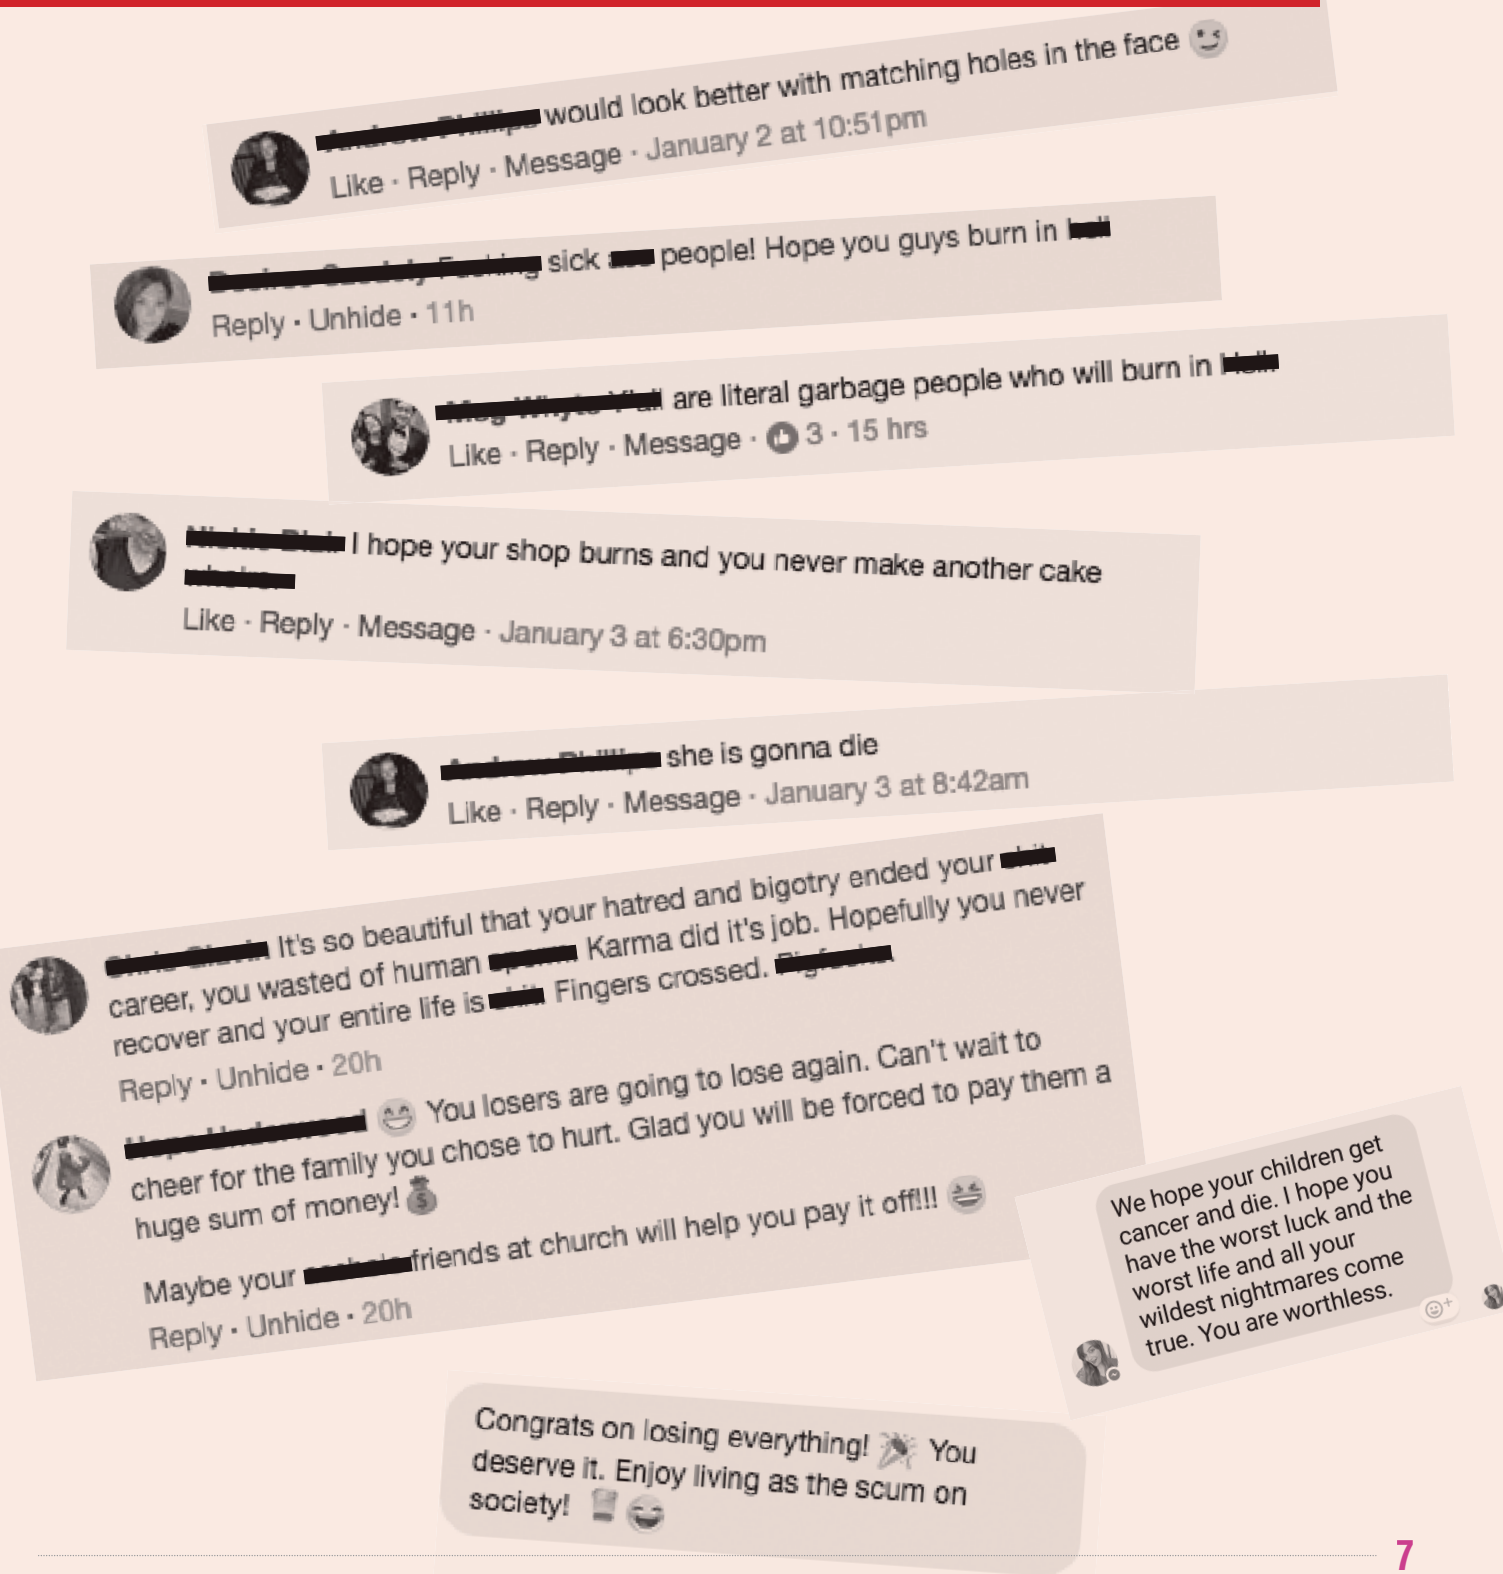 would look better with matching holes in the face
Like · Reply · Message · January 2 at 10:51pm
sick people! Hope you guys burn in
Reply · Unhide · 11h
are literal garbage people who will burn in
Like · Reply · Message · 3 · 15 hrs
I hope your shop burns and you never make another cake
Like · Reply · Message · January 3 at 6:30pm
she is gonna die
Like · Reply · Message · January 3 at 8:42am
It's so beautiful that your hatred and bigotry ended your
career, you wasted of human Karma did it's job. Hopefully you never
recover and your entire life is Fingers crossed.
Reply · Unhide · 20h
You losers are going to lose again. Can't wait to
cheer for the family you chose to hurt. Glad you will be forced to pay them a
huge sum of money!
Maybe your friends at church will help you pay it off!!!
Reply · Unhide · 20h
We hope your children get
cancer and die. I hope you
have the worst luck and the
worst life and all your
wildest nightmares come
true. You are worthless.
Congrats on losing everything! You
deserve it. Enjoy living as the scum on
society!
7